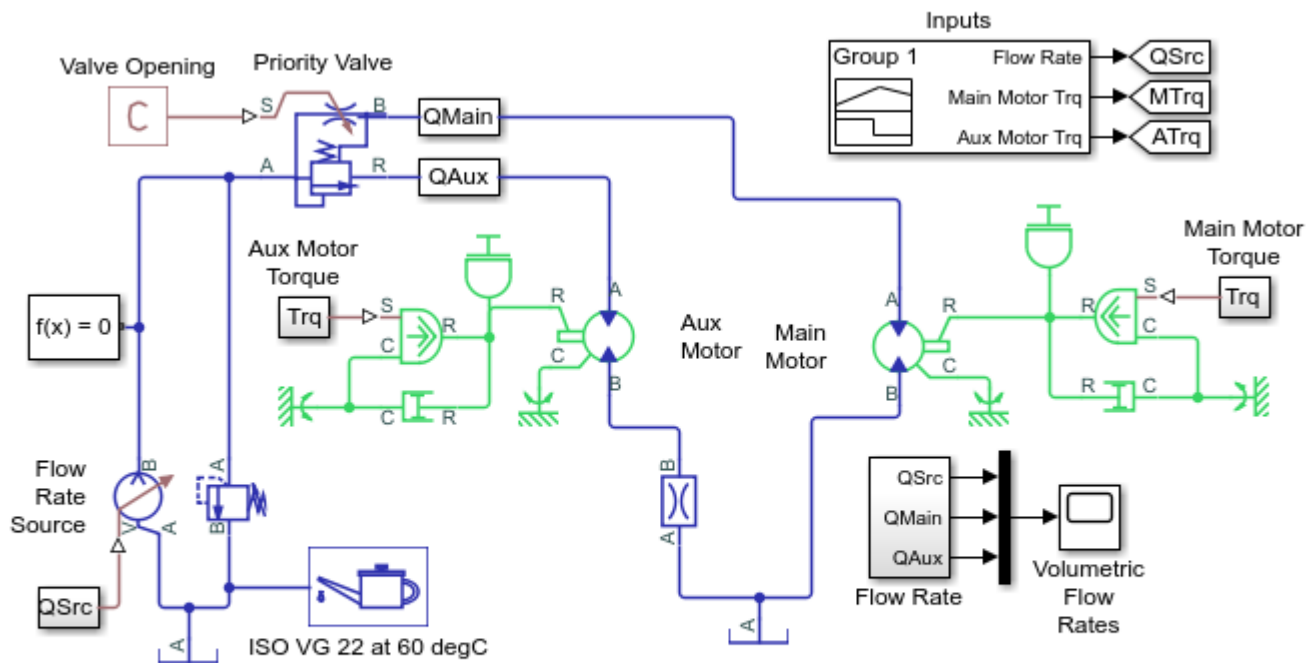 Inputs
Valve Opening
Priority Valve
Group 1
Flow Rate
QSrc
Main Motor Trq
MTrq
Aux Motor Trq
ATrq
C
S
B
QMain
A
R
QAux
Aux Motor
Torque
Main Motor
Torque
Trq
S
R
C
C
R
R
C
A
B
Aux
Motor
Main
Motor
A
B
R
C
S
R
C
Trq
R
C
f(x) = 0
Flow
Rate
Source
B
V
A
A
B
QSrc
A
ISO VG 22 at 60 degC
B
A
A
QSrc
QMain
QAux
Flow Rate
Volumetric
Flow
Rates